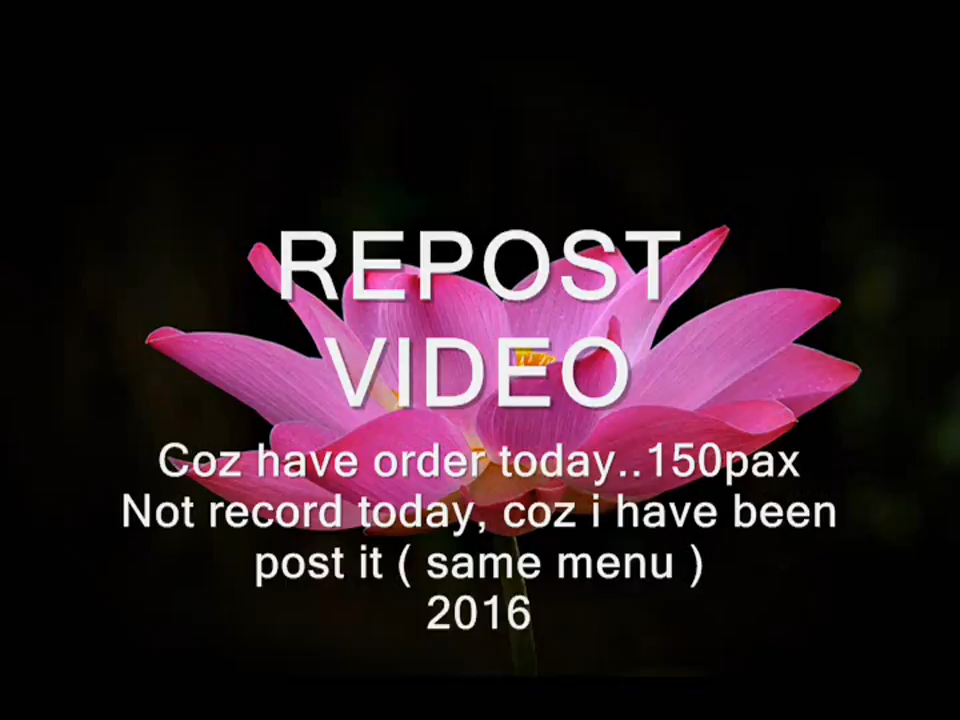 REPOST
VIDEO
Coz have order today..150pax
Not record today, coz i have been
post it ( same menu )
2016